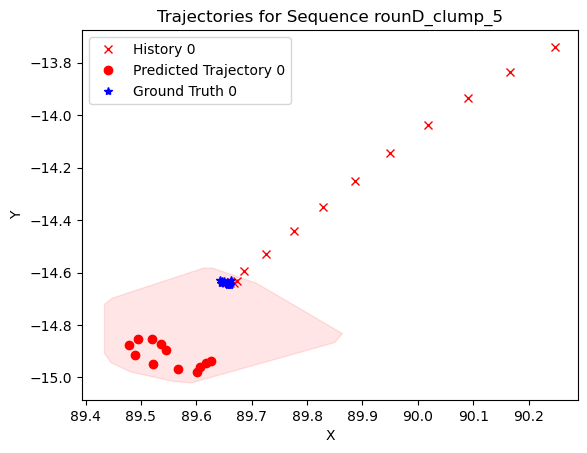 Trajectories for Sequence rounD_clump_5
History 0
Predicted Trajectory 0
Ground Truth 0
−13.8
−14.0
−14.2
−14.4
−14.6
−14.8
−15.0
Y
89.4 89.5 89.6 89.7 89.8 89.9 90.0 90.1 90.2
X